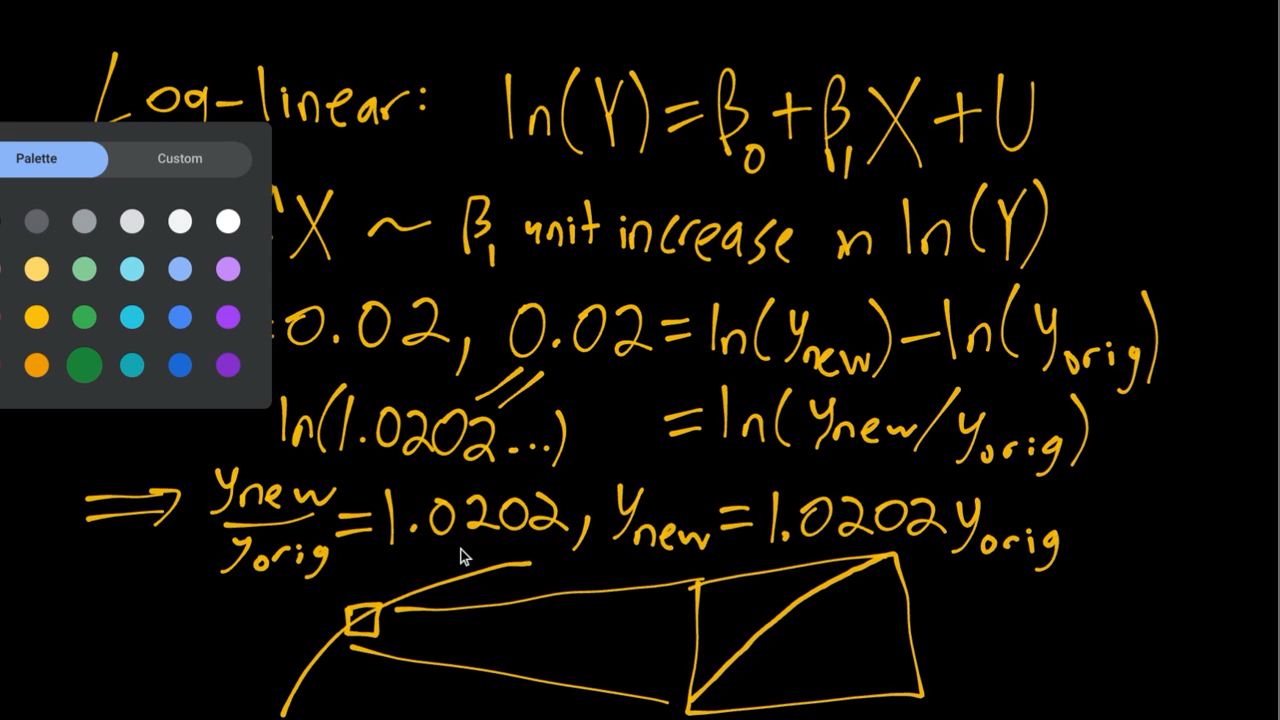 Log-linear: ln(Y)=β₀+β₁X+U
Palette Custom
X ~ β₁ unit increase in ln(Y)
0.02, 0.02=ln(ynew)-ln(yorig)
ln(1.0202...) =ln(ynew/yorig)
⇒ ynew/yorig=1.0202, ynew=1.0202yorig